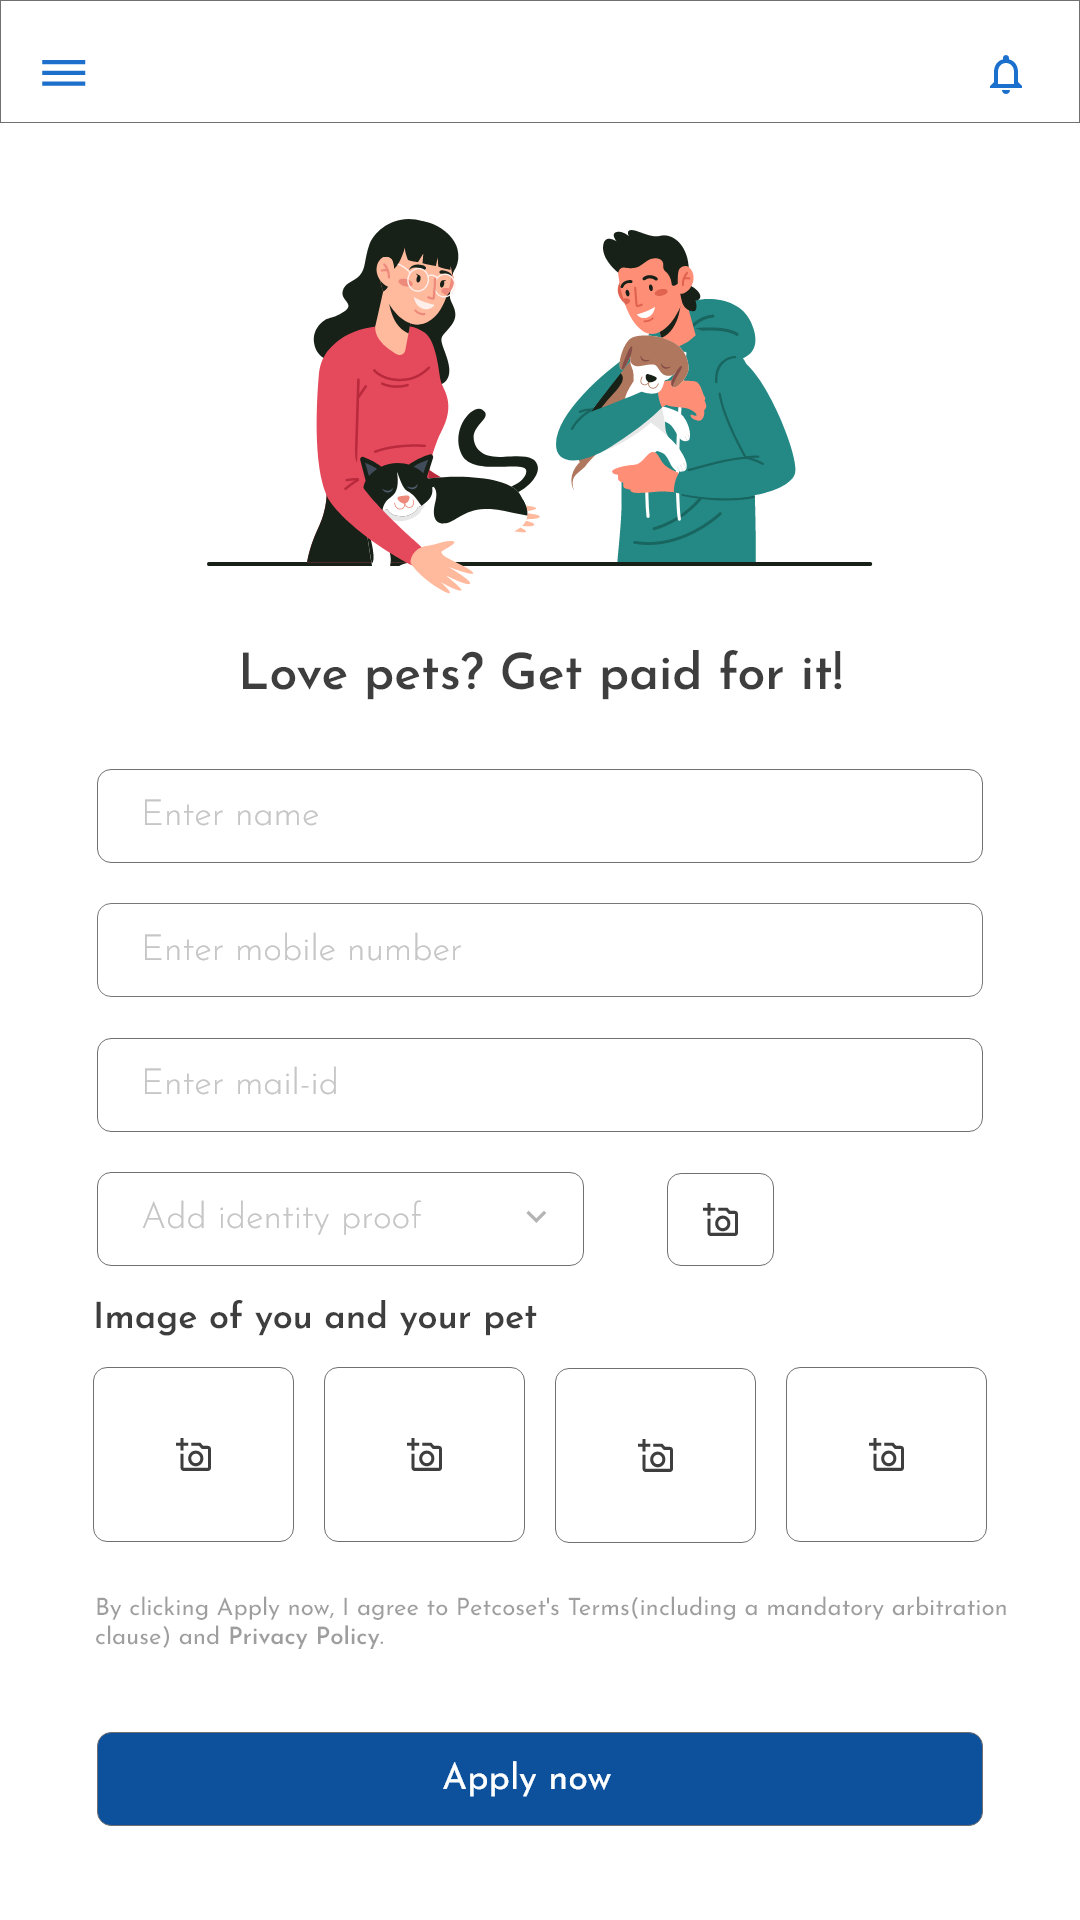 Love pets? Get paid for it!
Enter name
Enter mobile number
Enter mail-id
Add identity proof
Image of you and your pet
By clicking Apply now, I agree to Petcoset's Terms(including a mandatory arbitration
clause) and Privacy Policy.
Apply now